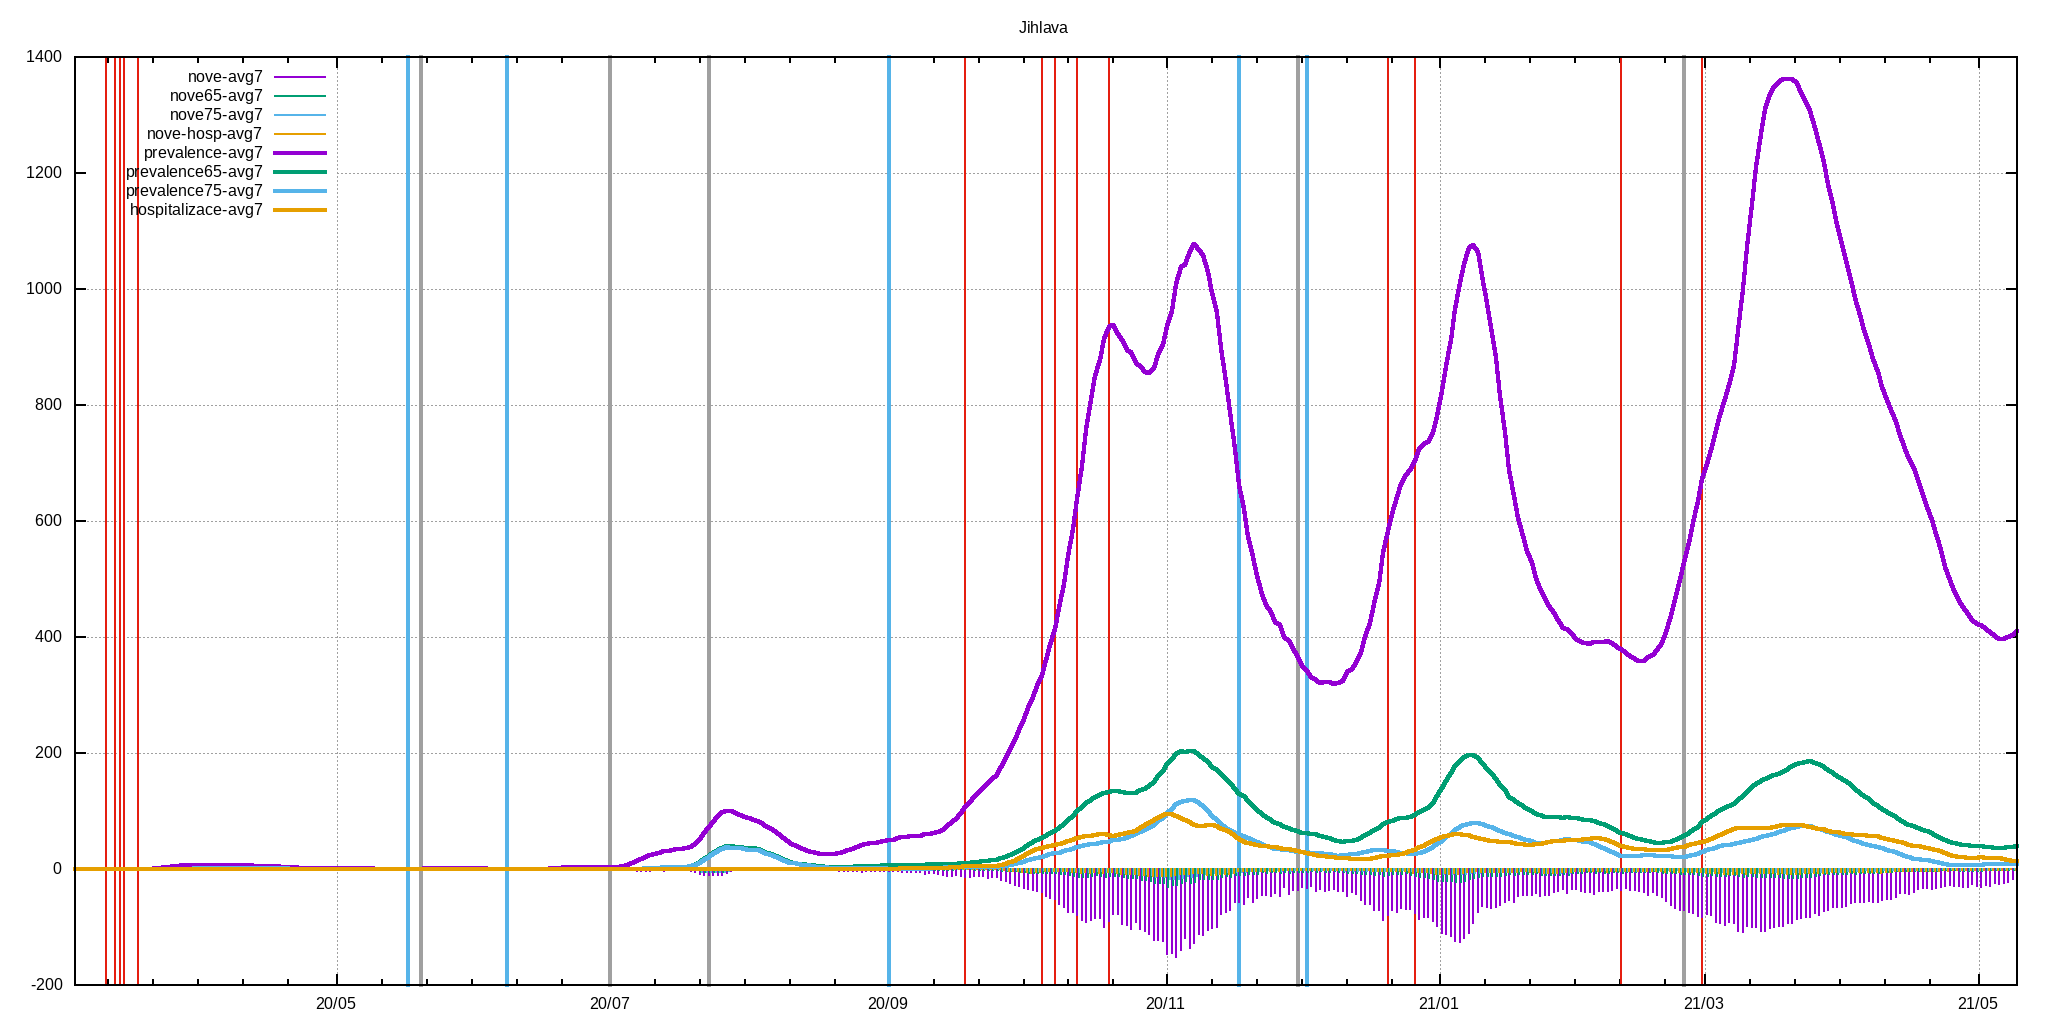 Jihlava
1400
1200
1000
800
600
400
200
0
-200
nove-avg7
nove65-avg7
nove75-avg7
nove-hosp-avg7
prevalence-avg7
prevalence65-avg7
prevalence75-avg7
hospitalizace-avg7
20/05 20/07 20/09 20/11 21/01 21/03 21/05